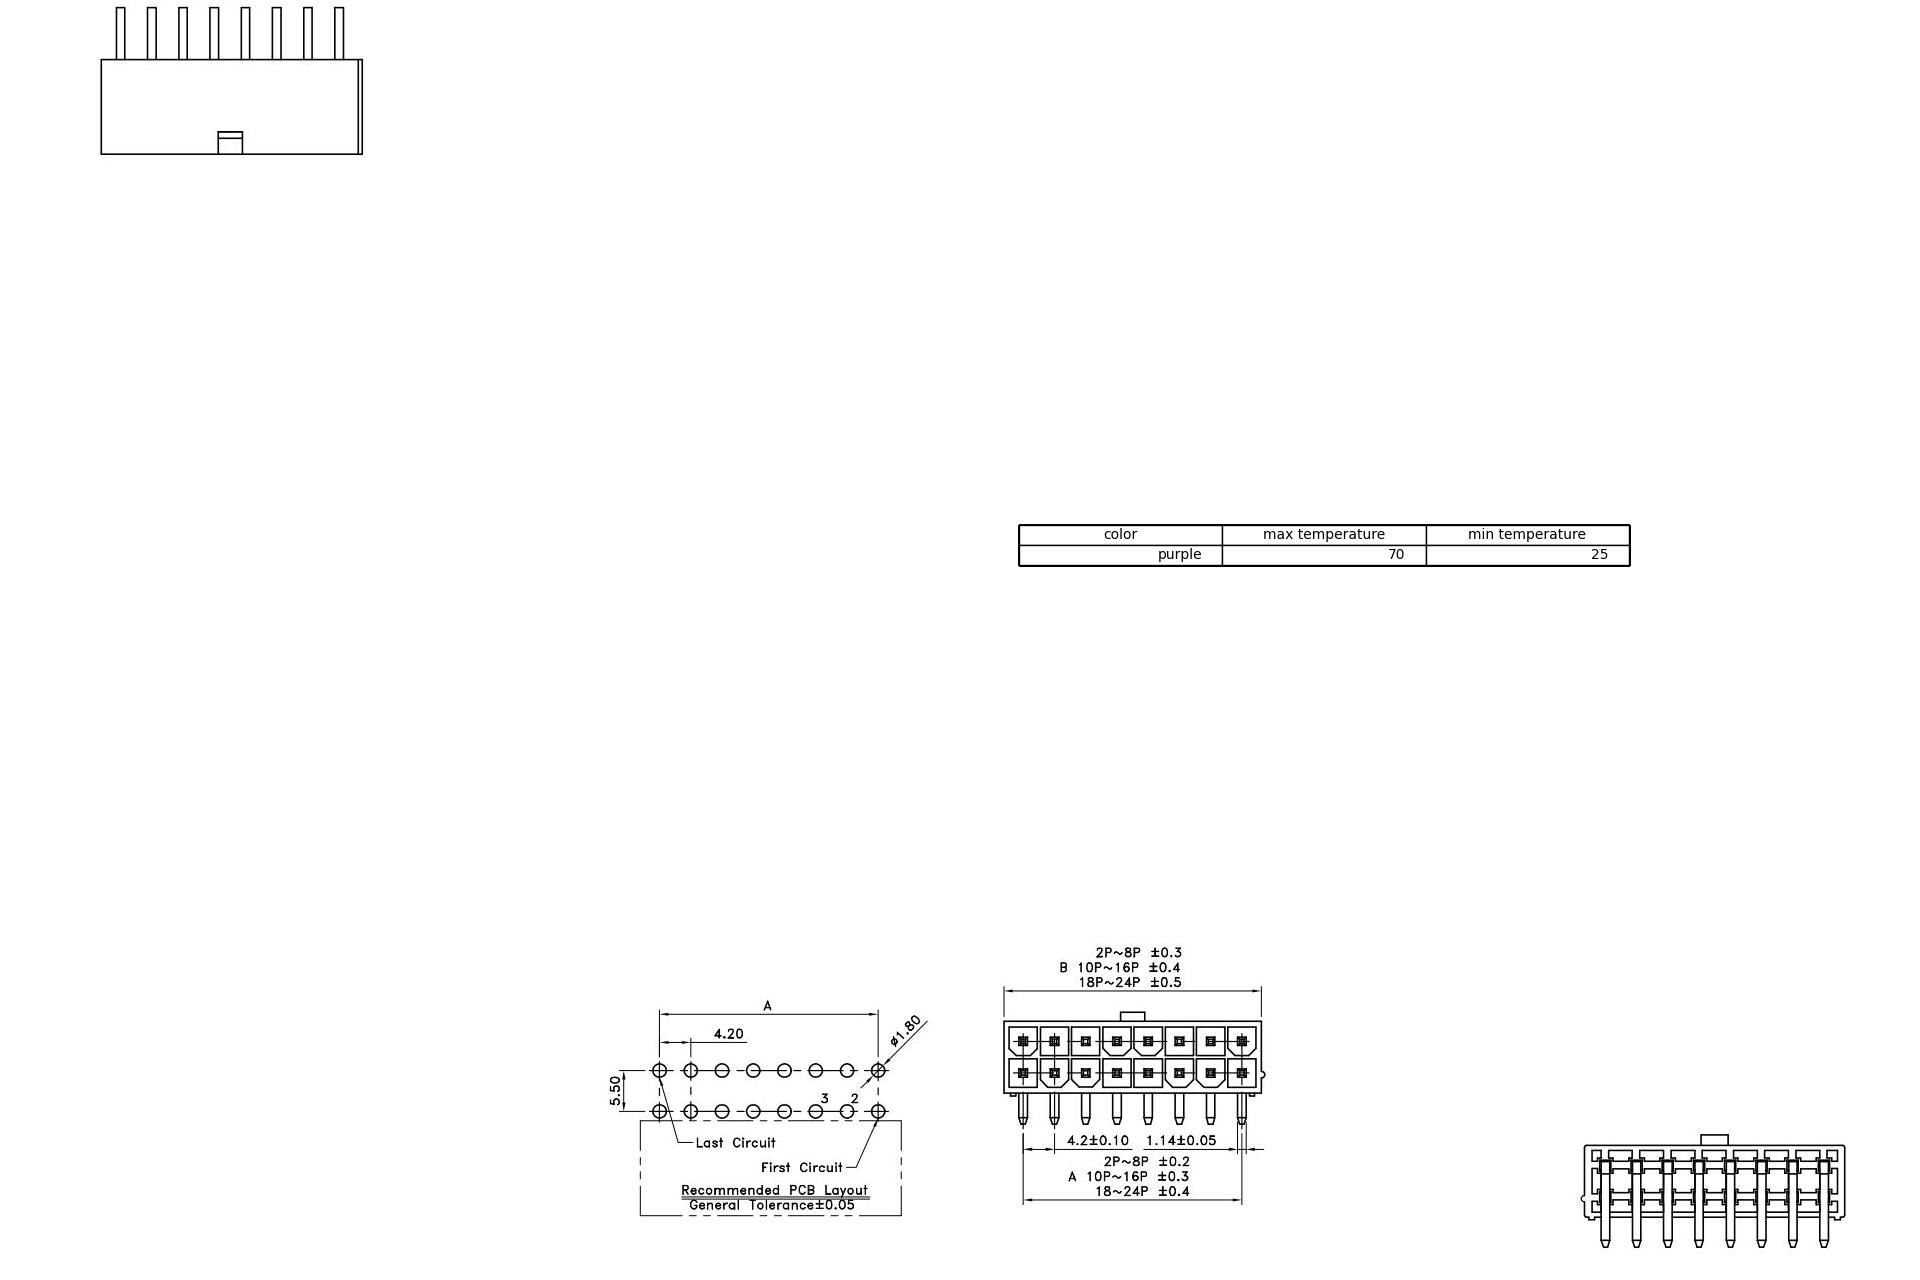 color max temperature min temperature
purple 70 25
2P~8P ±0.3
B 10P~16P ±0.4
18P~24P ±0.5
A
4.20
ø1.80
5.50
3 2
Last Circuit
First Circuit
Recommended PCB Layout
General Tolerance±0.05
4.2±0.10 1.14±0.05
2P~8P ±0.2
A 10P~16P ±0.3
18~24P ±0.4